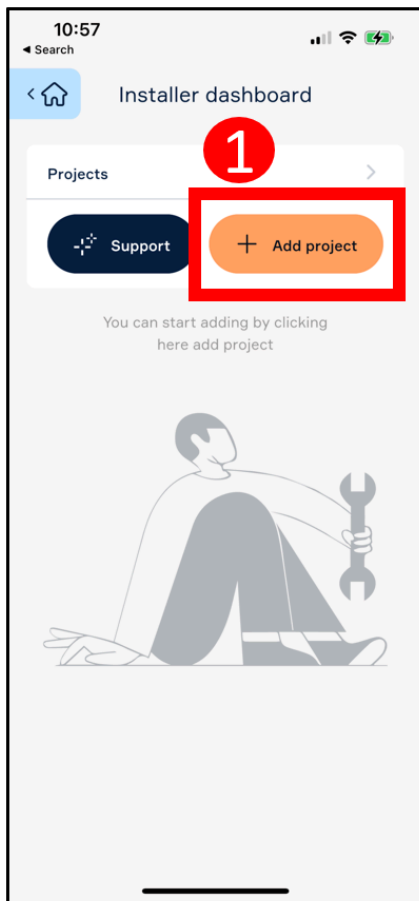 10:57
Search
Installer dashboard
1
Projects
Support
Add project
You can start adding by clicking
here add project